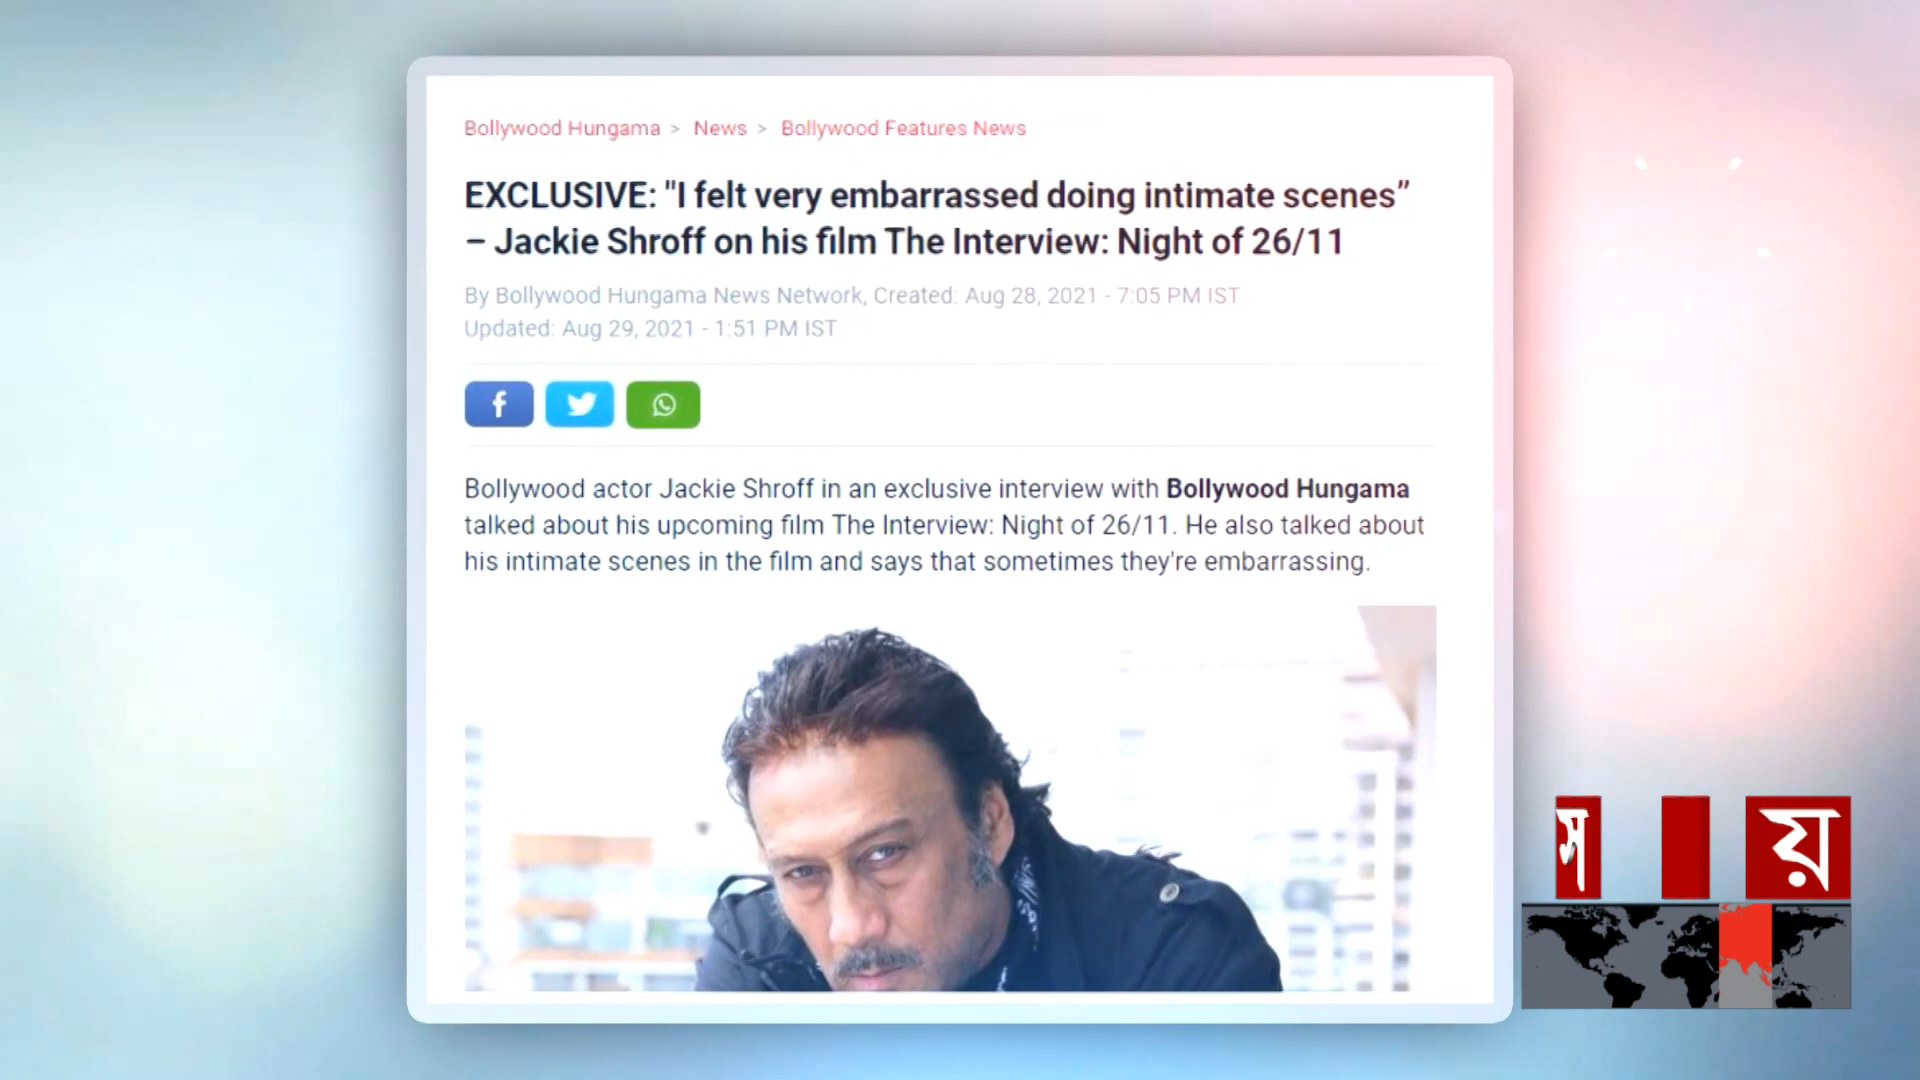 Bollywood Hungama > News > Bollywood Features News
EXCLUSIVE: "I felt very embarrassed doing intimate scenes”
– Jackie Shroff on his film The Interview: Night of 26/11
By Bollywood Hungama News Network, Created: Aug 28, 2021 - 7:05 PM IST
Updated: Aug 29, 2021 - 1:51 PM IST
Bollywood actor Jackie Shroff in an exclusive interview with Bollywood Hungama
talked about his upcoming film The Interview: Night of 26/11. He also talked about
his intimate scenes in the film and says that sometimes they're embarrassing.
স য়